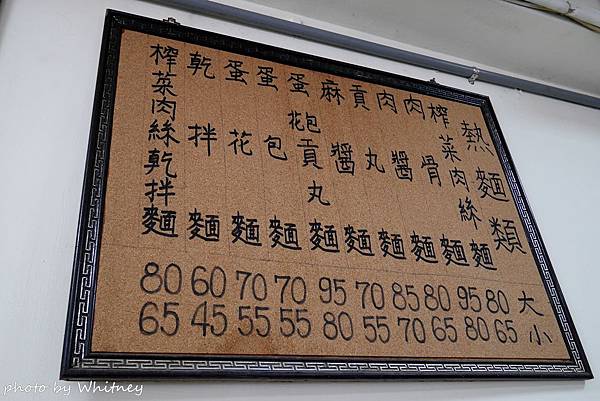 熱麵類 大 小
榨菜肉絲麵 80 65
肉骨麵 95 80
肉醬麵 80 65
貢丸麵 85 70
麻醬麵 70 55
蛋花包貢丸麵 95 80
蛋包麵 70 55
蛋花麵 70 55
乾拌麵 60 45
榨菜肉絲乾拌麵 80 65
photo by Whitney